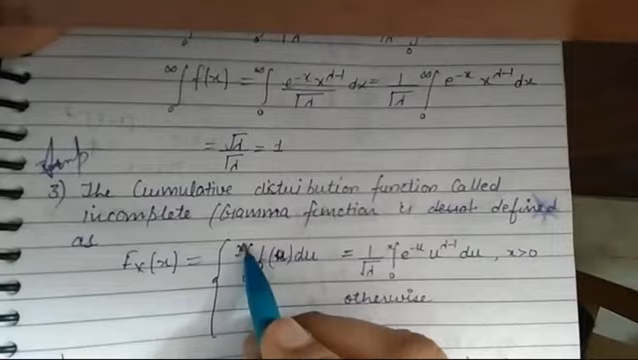 ∞∫0 f(x) = ∞∫0 e^-x x^λ-1 / Γλ dx = 1/Γλ ∞∫0 e^-x x^λ-1 dx
= Γλ/Γλ = 1
3) The Cumulative distribution function called
incomplete Gamma function is defined
as
F_X(x) = { f(u)du = 1/Γλ x∫0 e^-u u^λ-1 du, x>0
otherwise